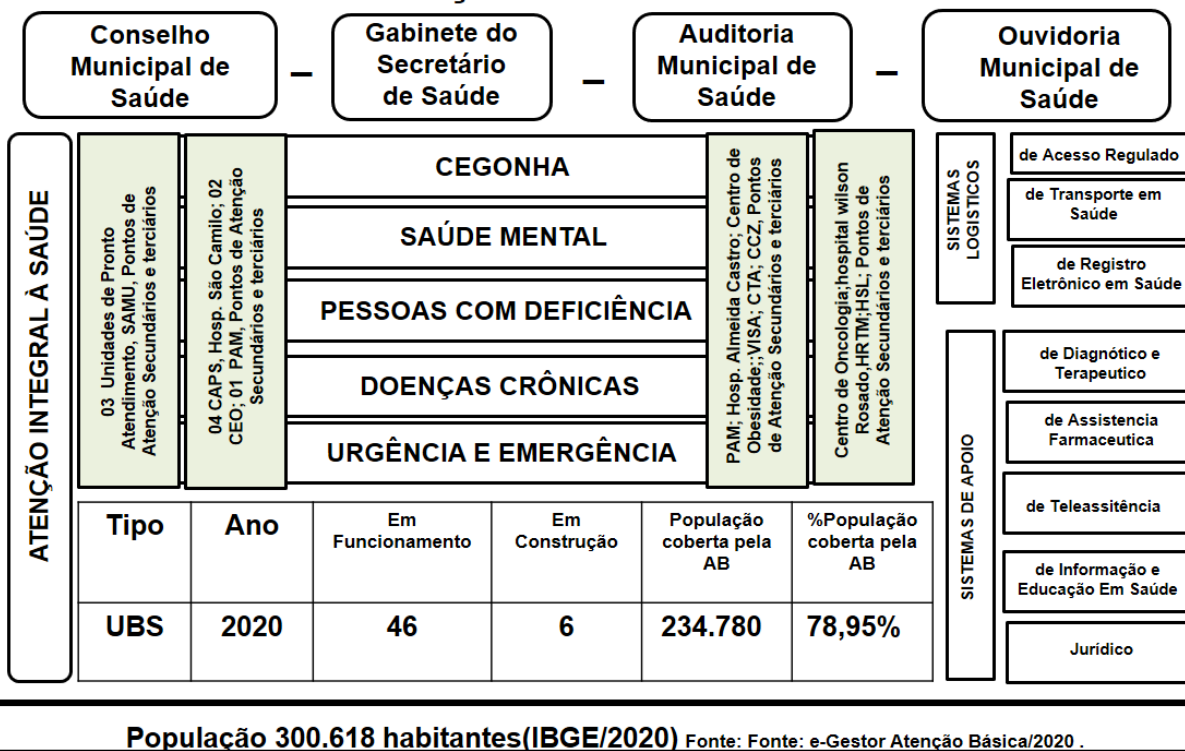 Conselho
Municipal de
Saúde
–
Gabinete do
Secretário
de Saúde
–
Auditoria
Municipal de
Saúde
–
Ouvidoria
Municipal de
Saúde
ATENÇÃO INTEGRAL À SAÚDE
03 Unidades de Pronto
Atendimento, SAMU, Pontos de
Atenção Secundários e terciários
04 CAPS, Hosp. São Camilo; 02
CEO; 01 PAM, Pontos de Atenção
Secundários e terciários
CEGONHA
SAÚDE MENTAL
PESSOAS COM DEFICIÊNCIA
DOENÇAS CRÔNICAS
URGÊNCIA E EMERGÊNCIA
PAM; Hosp. Almeida Castro; Centro de
Obesidade;;VISA; CTA; CCZ, Pontos
de Atenção Secundários e terciários
Centro de Oncologia;hospital wilson
Rosado,HRTM;HSL; Pontos de
Atenção Secundários e terciários
SISTEMAS
LOGISTICOS
de Acesso Regulado
de Transporte em
Saúde
de Registro
Eletrônico em Saúde
SISTEMAS DE APOIO
de Diagnótico e
Terapeutico
de Assistencia
Farmaceutica
de Teleassitência
de Informação e
Educação Em Saúde
Jurídico
Tipo
Ano
Em
Funcionamento
Em
Construção
População
coberta pela
AB
%População
coberta pela
AB
UBS
2020
46
6
234.780
78,95%
População 300.618 habitantes(IBGE/2020) Fonte: Fonte: e-Gestor Atenção Básica/2020 .